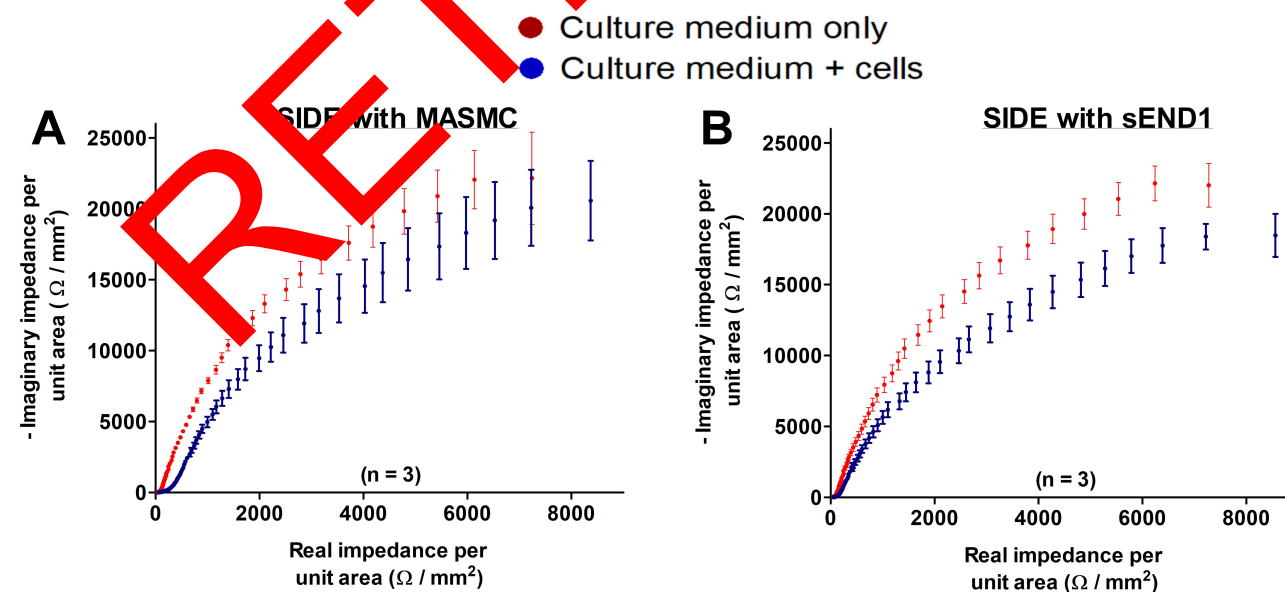 Culture medium only
Culture medium + cells
A
SIDE with MASMC
- Imaginary impedance per
unit area ( Ω / mm²)
25000
20000
15000
10000
5000
0
(n = 3)
0 2000 4000 6000 8000
Real impedance per
unit area (Ω / mm²)
B
SIDE with sEND1
- Imaginary impedance per
unit area ( Ω / mm²)
25000
20000
15000
10000
5000
0
(n = 3)
0 2000 4000 6000 8000
Real impedance per
unit area (Ω / mm²)
RET